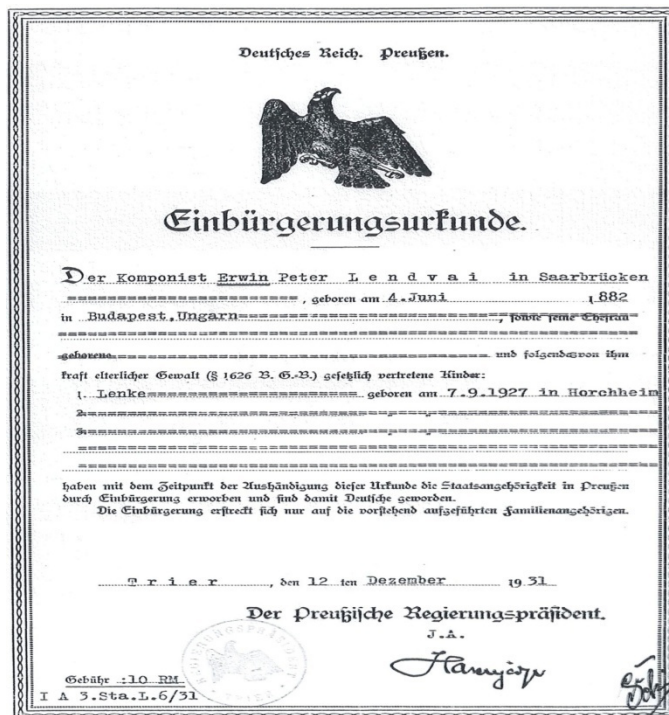 Deutsches Reich. Preußen.
Einbürgerungsurkunde.
Der Komponist Erwin Peter Lendvai in Saarbrücken
, geboren am 4.Juni 1882
in Budapest,Ungarn , sowie seine Ehefrau
geborene und folgende von ihm
kraft elterlicher Gewalt (§ 1626 B. G.-B.) gesetzlich vertretene Kinder:
1. Lenke geboren am 7.9.1927 in Horchheim
2.
3.
haben mit dem Zeitpunkt der Aushändigung dieser Urkunde die Staatsangehörigkeit in Preußen
durch Einbürgerung erworben und sind damit Deutsche geworden.
Die Einbürgerung erstreckt sich nur auf die vorstehend aufgeführten Familienangehörigen.
Trier , den 12 ten Dezember 1931
Der Preußische Regierungspräsident.
J.A.
Gebühr :10 RM
I A 3.Sta.L.6/31